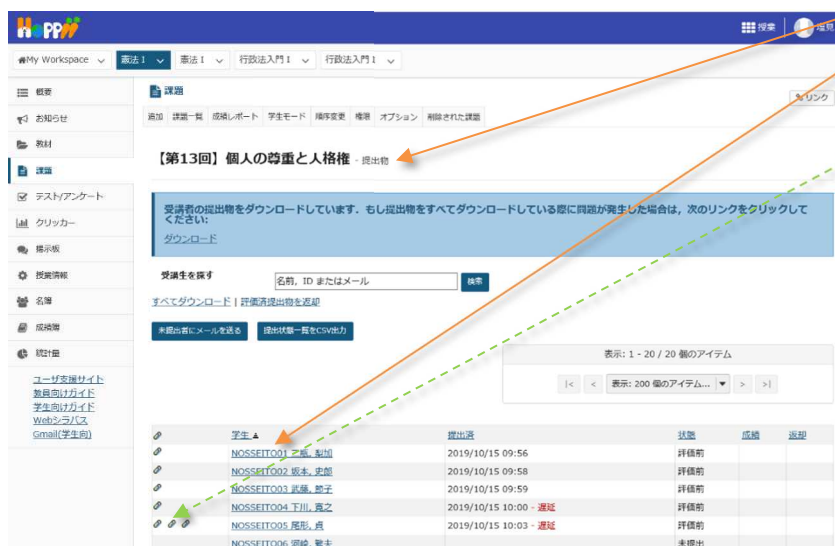 HoPPii
授業
塩見
My Workspace
憲法 I
憲法 I
行政法入門 I
行政法入門 I
概要
お知らせ
教材
課題
テスト/アンケート
クリッカー
掲示板
授業情報
名簿
成績簿
統計量
ユーザ支援サイト
教員向けガイド
学生向けガイド
Webシラバス
Gmail(学生向)
課題
リンク
追加 課題一覧 成績レポート 学生モード 順序変更 権限 オプション 削除された課題
【第13回】個人の尊重と人格権 - 提出物
受講者の提出物をダウンロードしています．もし提出物をすべてダウンロードしている際に問題が発生した場合は，次のリンクをクリックして
ください:
ダウンロード
受講生を探す
名前，ID またはメール
検索
すべてダウンロード | 評価済提出物を返却
未提出者にメールを送る
提出状態一覧をCSV出力
表示: 1 - 20 / 20 個のアイテム
|< < 表示: 200 個のアイテム... > >|
学生 提出済 状態 成績 返却
NOSSEITO01 二瓶, 梨加 2019/10/15 09:56 評価前
NOSSEITO02 坂本, 史郎 2019/10/15 09:58 評価前
NOSSEITO03 武藤, 節子 2019/10/15 09:59 評価前
NOSSEITO04 下川, 寛之 2019/10/15 10:00 - 遅延 評価前
NOSSEITO05 尾形, 貞 2019/10/15 10:03 - 遅延 評価前
NOSSEITO06 未提出